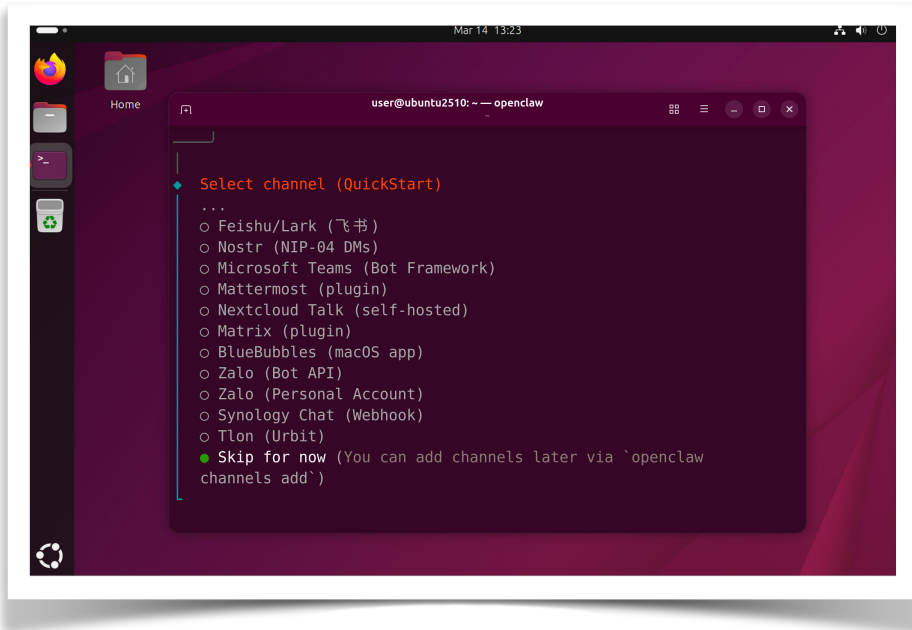 Mar 14 13:23
Home
user@ubuntu2510: ~ — openclaw
~
>_
Select channel (QuickStart)
...
○ Feishu/Lark (飞书)
○ Nostr (NIP-04 DMs)
○ Microsoft Teams (Bot Framework)
○ Mattermost (plugin)
○ Nextcloud Talk (self-hosted)
○ Matrix (plugin)
○ BlueBubbles (macOS app)
○ Zalo (Bot API)
○ Zalo (Personal Account)
○ Synology Chat (Webhook)
○ Tlon (Urbit)
● Skip for now (You can add channels later via `openclaw
channels add`)